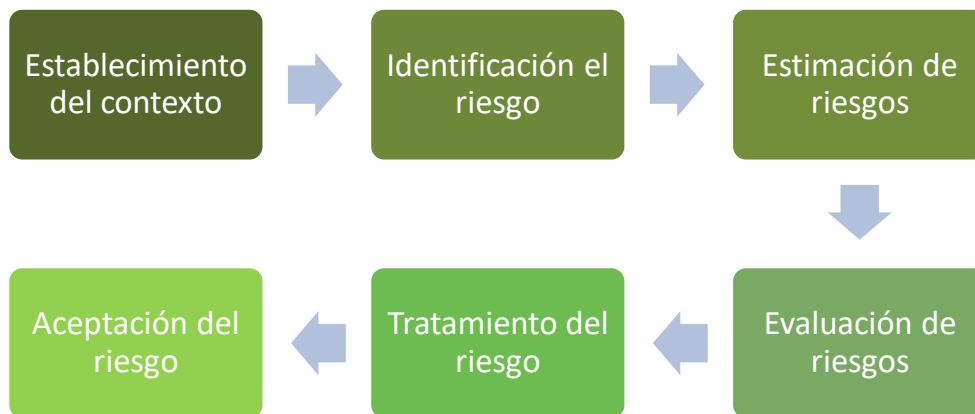 Establecimiento
del contexto
Identificación el
riesgo
Estimación de
riesgos
Evaluación de
riesgos
Tratamiento del
riesgo
Aceptación del
riesgo